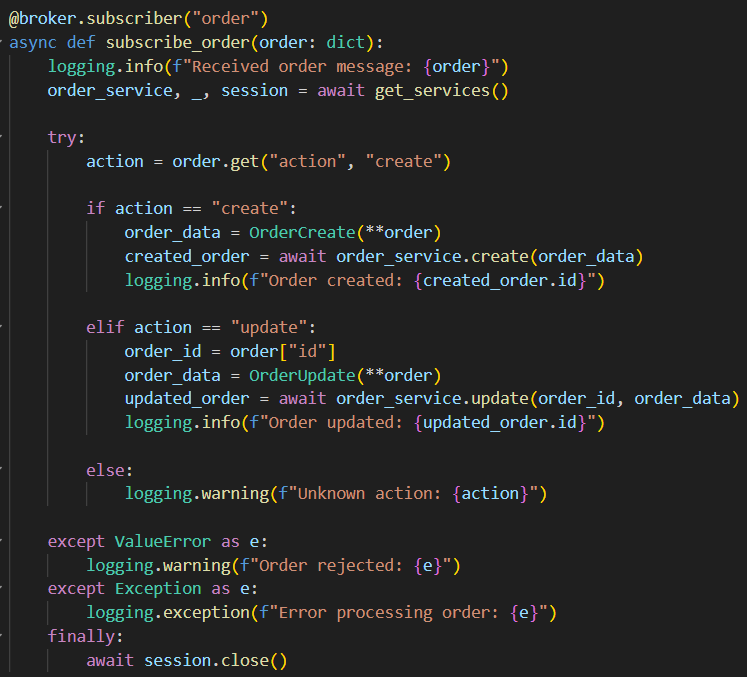 @broker.subscriber("order")
async def subscribe_order(order: dict):
    logging.info(f"Received order message: {order}")
    order_service, _, session = await get_services()

    try:
        action = order.get("action", "create")

        if action == "create":
            order_data = OrderCreate(**order)
            created_order = await order_service.create(order_data)
            logging.info(f"Order created: {created_order.id}")

        elif action == "update":
            order_id = order["id"]
            order_data = OrderUpdate(**order)
            updated_order = await order_service.update(order_id, order_data)
            logging.info(f"Order updated: {updated_order.id}")

        else:
            logging.warning(f"Unknown action: {action}")

    except ValueError as e:
        logging.warning(f"Order rejected: {e}")
    except Exception as e:
        logging.exception(f"Error processing order: {e}")
    finally:
        await session.close()